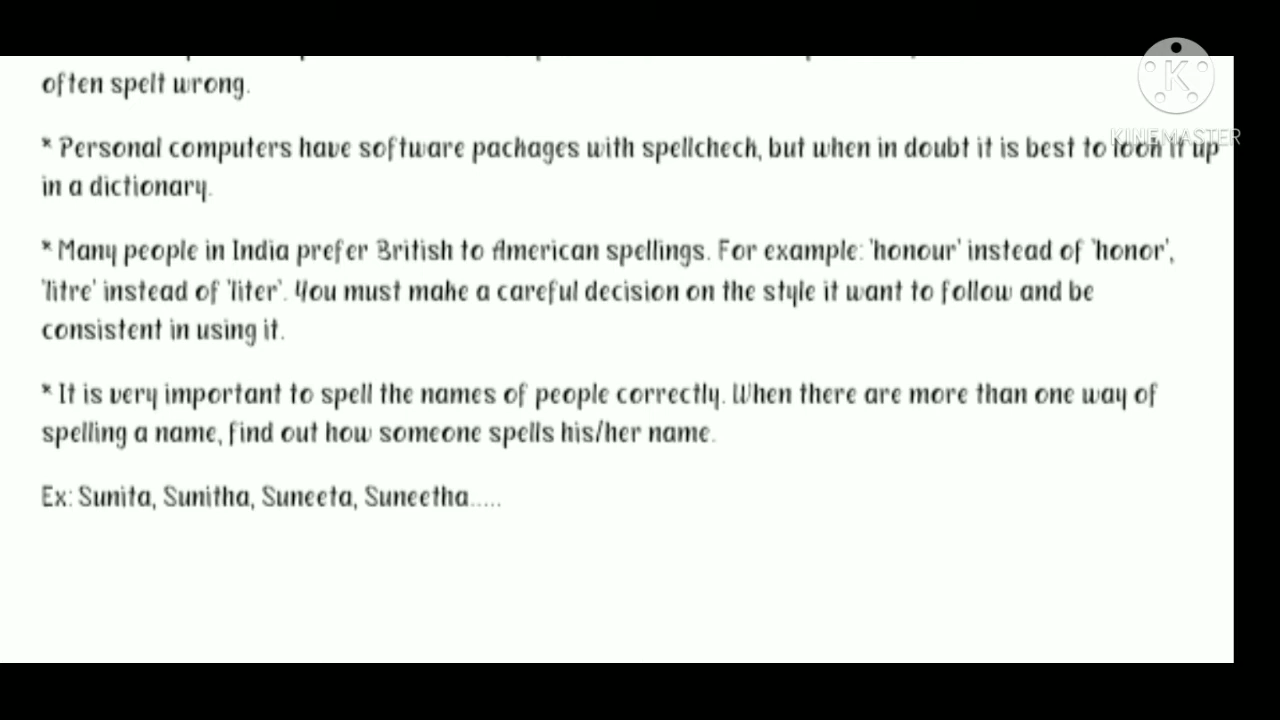 often spelt wrong.
* Personal computers have software packages with spellcheck, but when in doubt it is best to look it up
in a dictionary.
* Many people in India prefer British to American spellings. For example: 'honour' instead of 'honor',
'litre' instead of 'liter'. You must make a careful decision on the style it want to follow and be
consistent in using it.
* It is very important to spell the names of people correctly. When there are more than one way of
spelling a name, find out how someone spells his/her name.
Ex: Sunita, Sunitha, Suneeta, Suneetha.....
K
KINEMASTER